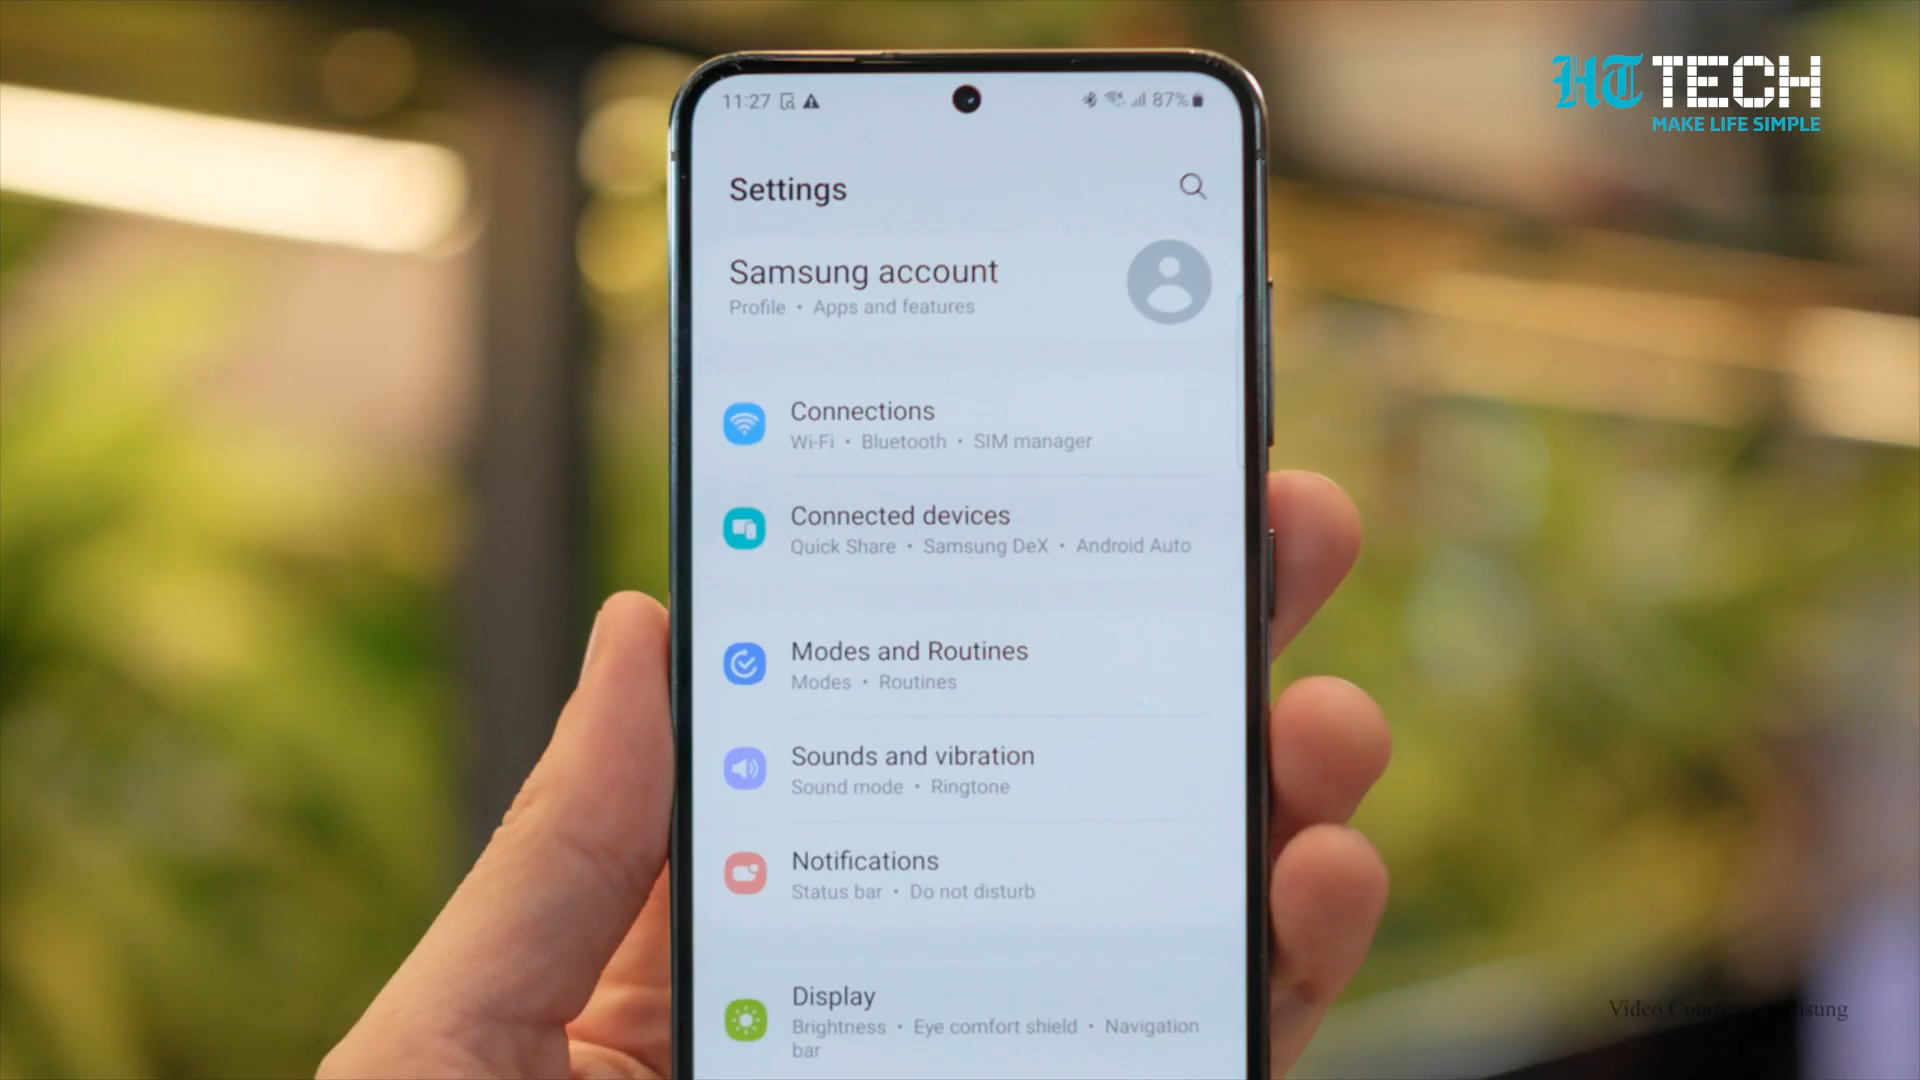 HT TECH
MAKE LIFE SIMPLE
11:27
87%
Settings
Samsung account
Profile • Apps and features
Connections
Wi-Fi • Bluetooth • SIM manager
Connected devices
Quick Share • Samsung DeX • Android Auto
Modes and Routines
Modes • Routines
Sounds and vibration
Sound mode • Ringtone
Notifications
Status bar • Do not disturb
Display
Brightness • Eye comfort shield • Navigation
bar
Video